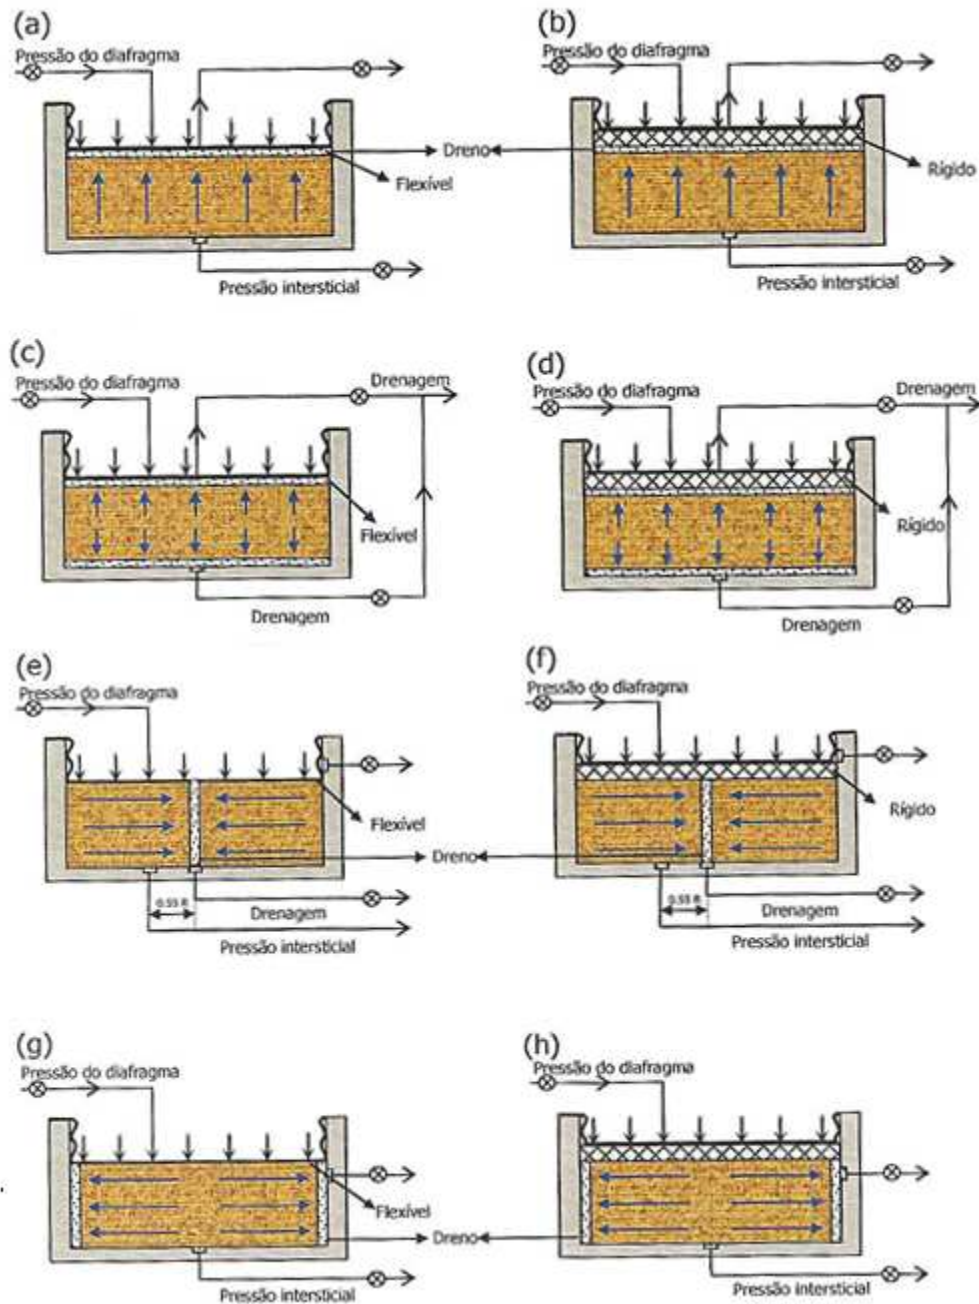 (a)
Pressão do diafragma
Flexível
Pressão intersticial
(b)
Pressão do diafragma
Dreno
Rígido
Pressão intersticial
(c)
Pressão do diafragma
Drenagem
Flexível
Drenagem
(d)
Pressão do diafragma
Drenagem
Rígido
Drenagem
(e)
Pressão do diafragma
Flexível
0.55 R
Drenagem
Pressão intersticial
(f)
Pressão do diafragma
Rígido
Dreno
0.55 R
Drenagem
Pressão intersticial
(g)
Pressão do diafragma
Flexível
Pressão intersticial
(h)
Pressão do diafragma
Dreno
Pressão intersticial